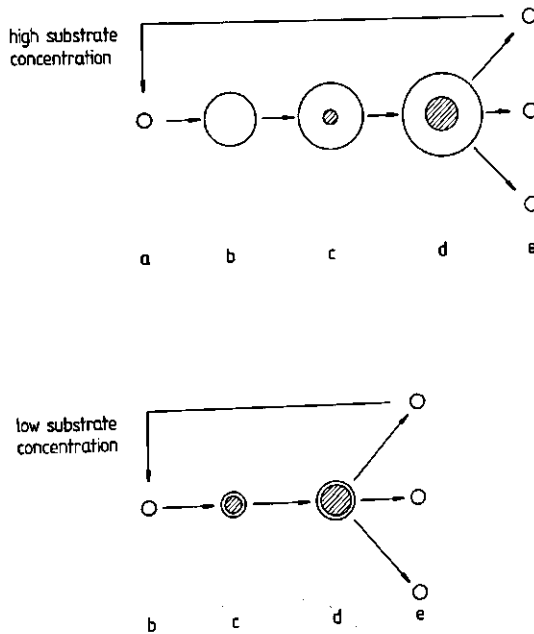 high substrate
concentration
a b c d e
low substrate
concentration
b c d e